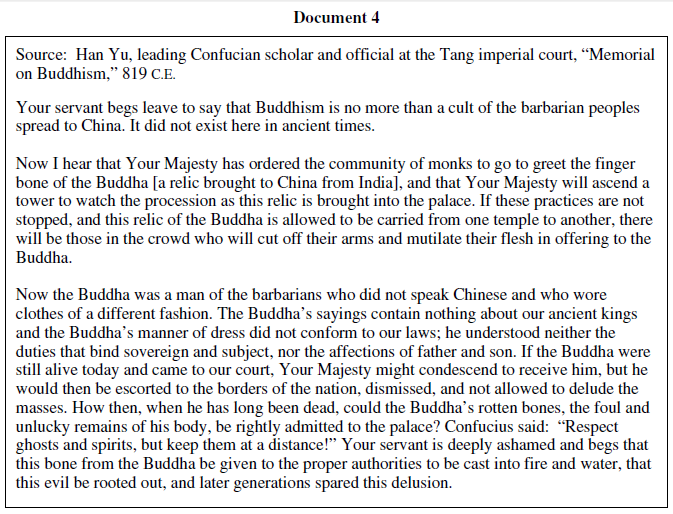 Document 4
Source:  Han Yu, leading Confucian scholar and official at the Tang imperial court, “Memorial
on Buddhism,” 819 C.E.
Your servant begs leave to say that Buddhism is no more than a cult of the barbarian peoples
spread to China. It did not exist here in ancient times.
Now I hear that Your Majesty has ordered the community of monks to go to greet the finger
bone of the Buddha [a relic brought to China from India], and that Your Majesty will ascend a
tower to watch the procession as this relic is brought into the palace. If these practices are not
stopped, and this relic of the Buddha is allowed to be carried from one temple to another, there
will be those in the crowd who will cut off their arms and mutilate their flesh in offering to the
Buddha.
Now the Buddha was a man of the barbarians who did not speak Chinese and who wore
clothes of a different fashion. The Buddha’s sayings contain nothing about our ancient kings
and the Buddha’s manner of dress did not conform to our laws; he understood neither the
duties that bind sovereign and subject, nor the affections of father and son. If the Buddha were
still alive today and came to our court, Your Majesty might condescend to receive him, but he
would then be escorted to the borders of the nation, dismissed, and not allowed to delude the
masses. How then, when he has long been dead, could the Buddha’s rotten bones, the foul and
unlucky remains of his body, be rightly admitted to the palace? Confucius said:  “Respect
ghosts and spirits, but keep them at a distance!” Your servant is deeply ashamed and begs that
this bone from the Buddha be given to the proper authorities to be cast into fire and water, that
this evil be rooted out, and later generations spared this delusion.